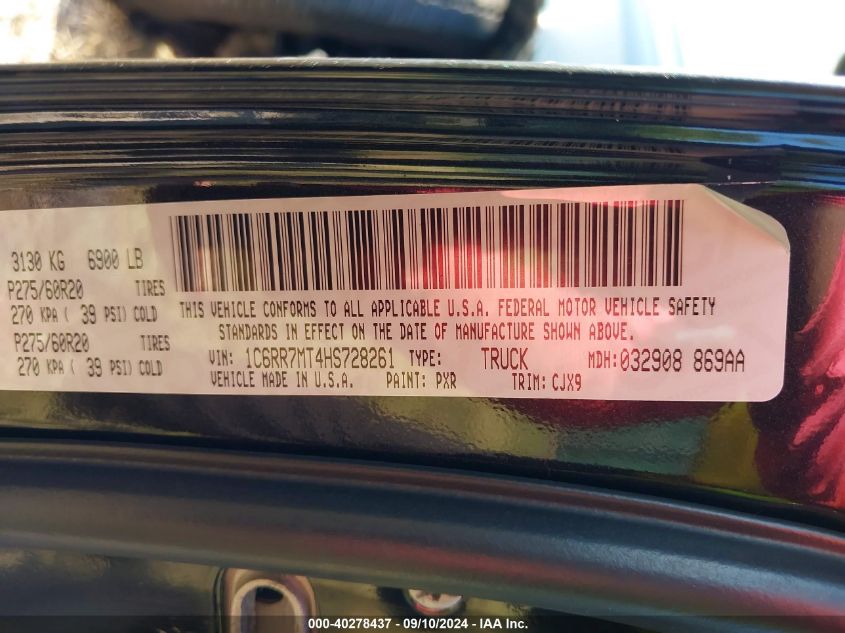 3130 KG 6900 LB
P275/60R20 TIRES
270 KPA ( 39 PSI) COLD
P275/60R20 TIRES
270 KPA ( 39 PSI) COLD
THIS VEHICLE CONFORMS TO ALL APPLICABLE U.S.A. FEDERAL MOTOR VEHICLE SAFETY
STANDARDS IN EFFECT ON THE DATE OF MANUFACTURE SHOWN ABOVE.
VIN: 1C6RR7MT4HS728261 TYPE: TRUCK MDH:032908 869AA
VEHICLE MADE IN U.S.A. PAINT: PXR TRIM: CJX9
000-40278437 - 09/10/2024 - IAA Inc.